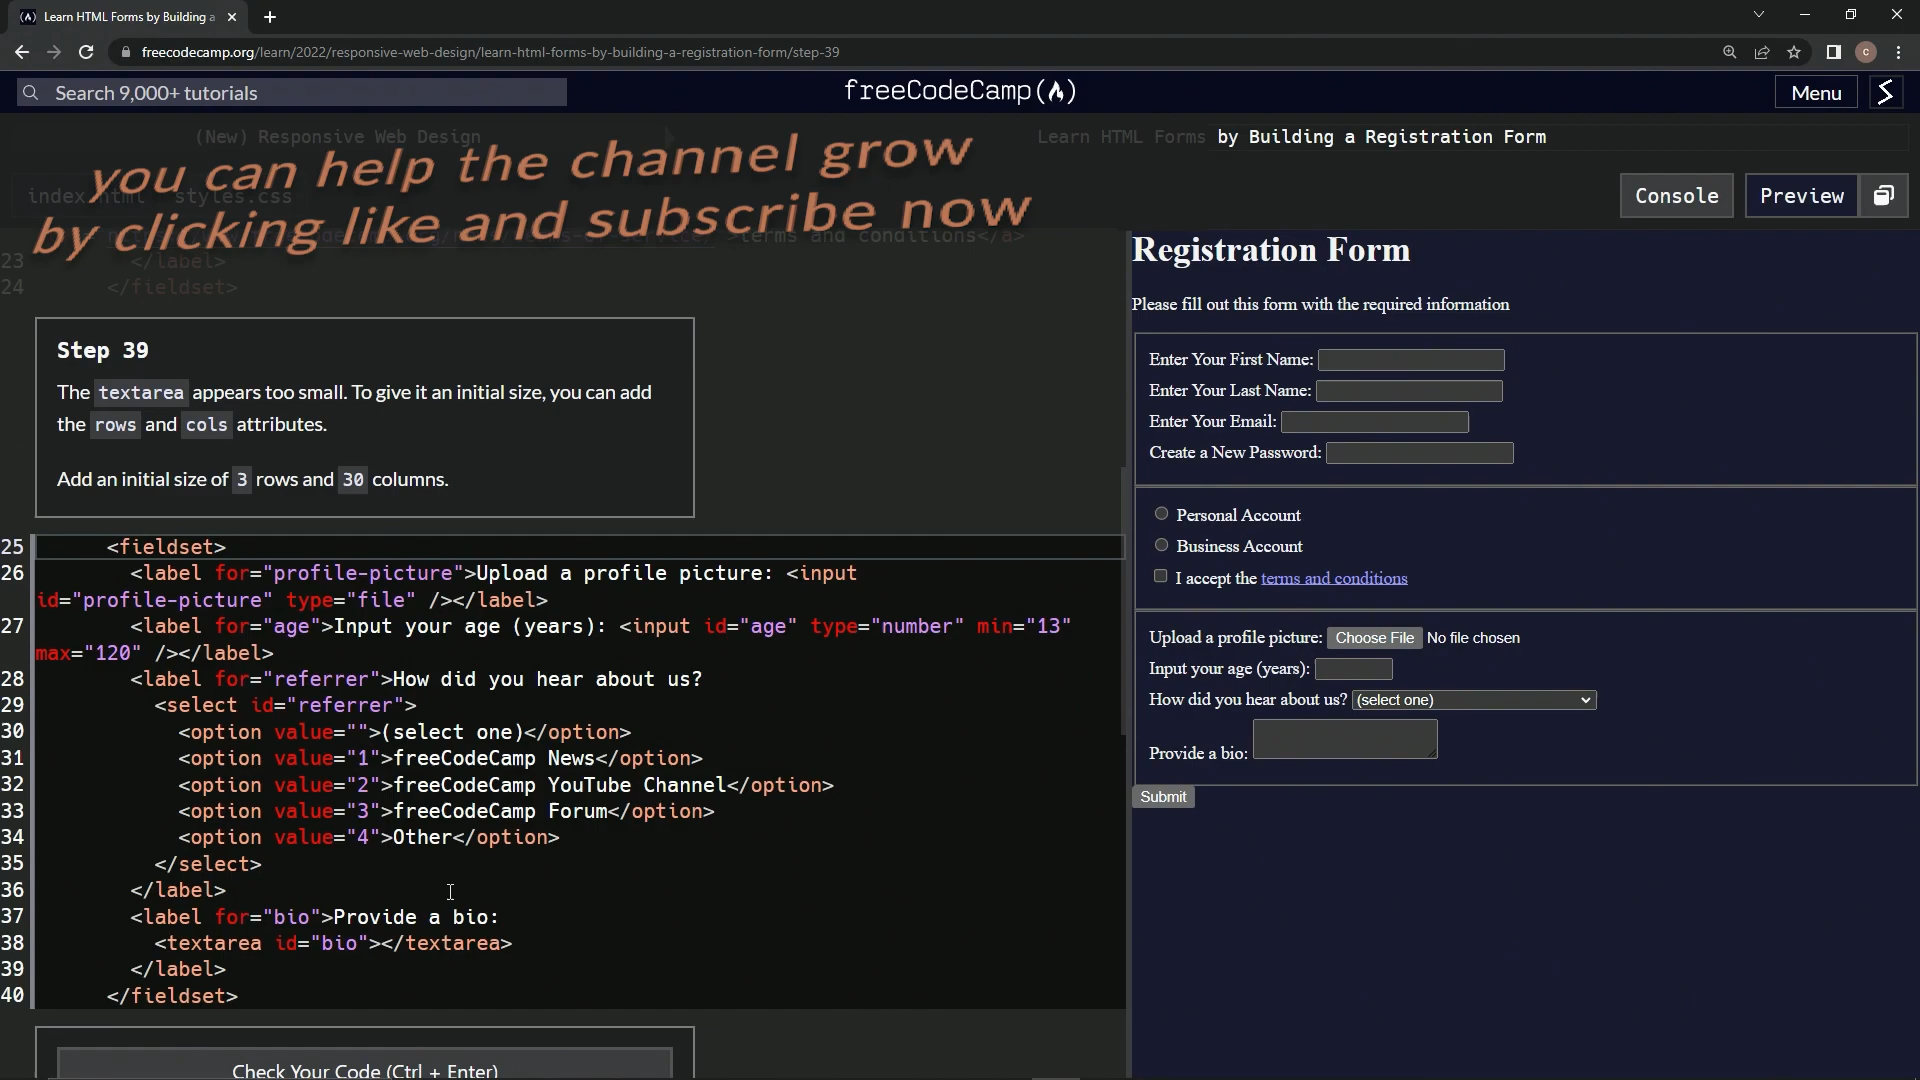 Learn HTML Forms by Building a
freecodecamp.org/learn/2022/responsive-web-design/learn-html-forms-by-building-a-registration-form/step-39
C
Search 9,000+ tutorials
freeCodeCamp(🔥)
Menu
(New) Responsive Web Design
Learn HTML Forms by Building a Registration Form
you can help the channel grow
by clicking like and subscribe now
index.html styles.css
Console
Preview
>terms and conditions</a>
23 </label>
24 </fieldset>
Step 39
The textarea appears too small. To give it an initial size, you can add
the rows and cols attributes.
Add an initial size of 3 rows and 30 columns.
25 <fieldset>
26 <label for="profile-picture">Upload a profile picture: <input
id="profile-picture" type="file" /></label>
27 <label for="age">Input your age (years): <input id="age" type="number" min="13"
max="120" /></label>
28 <label for="referrer">How did you hear about us?
29 <select id="referrer">
30 <option value="">(select one)</option>
31 <option value="1">freeCodeCamp News</option>
32 <option value="2">freeCodeCamp YouTube Channel</option>
33 <option value="3">freeCodeCamp Forum</option>
34 <option value="4">Other</option>
35 </select>
36 </label>
37 <label for="bio">Provide a bio:
38 <textarea id="bio"></textarea>
39 </label>
40 </fieldset>
Check Your Code (Ctrl + Enter)
Registration Form
Please fill out this form with the required information
Enter Your First Name:
Enter Your Last Name:
Enter Your Email:
Create a New Password:
Personal Account
Business Account
I accept the terms and conditions
Upload a profile picture: Choose File No file chosen
Input your age (years):
How did you hear about us? (select one)
Provide a bio:
Submit